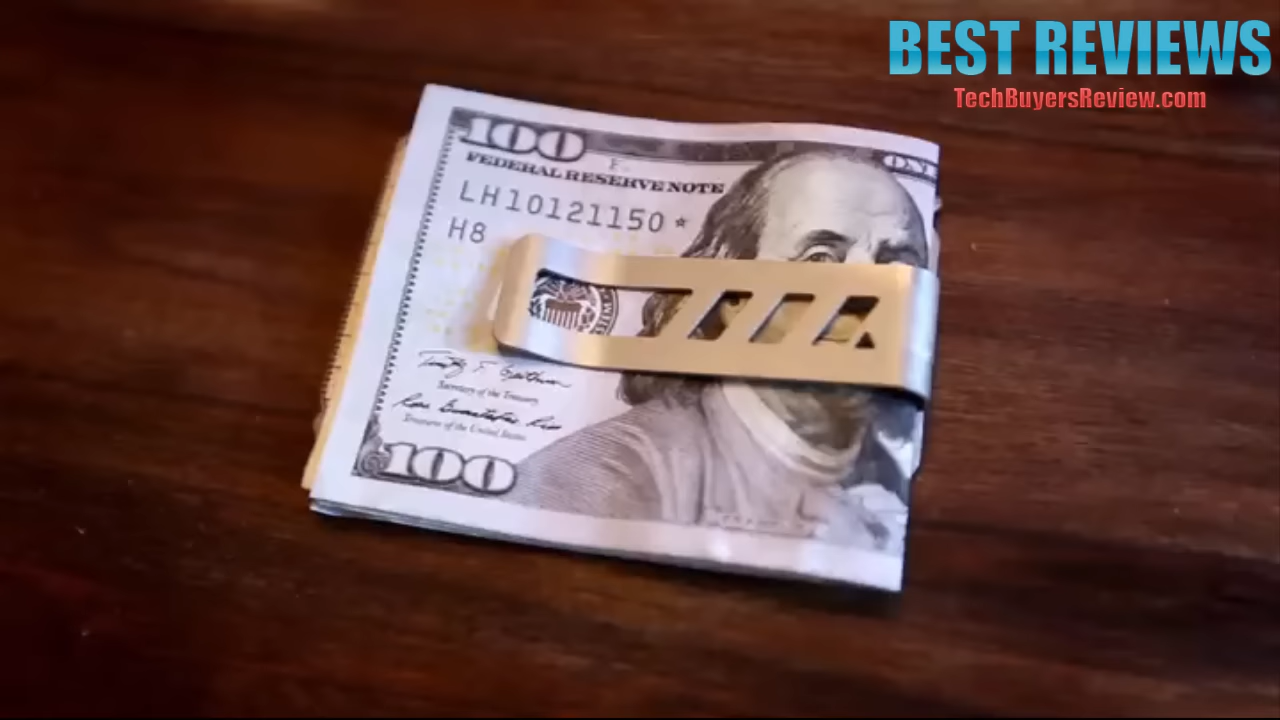 BEST REVIEWS
TechBuyersReview.com
100
FEDERAL RESERVE NOTE
LH10121150*
H8
Secretary of the Treasury
Treasurer of the United States
100